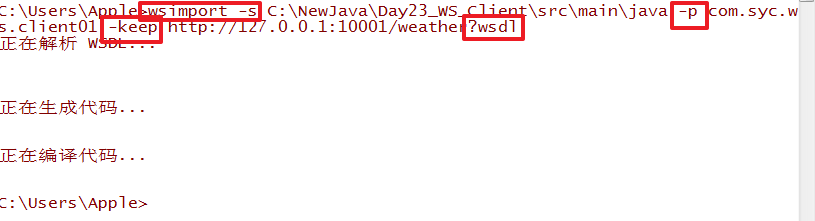 C:\Users\Apple>wsimport -s C:\NewJava\Day23_WS_Client\src\main\java -p com.syc.w
s.client01 -keep http://127.0.0.1:10001/weather?wsdl
正在解析 WSDL...
正在生成代码...
正在编译代码...
C:\Users\Apple>